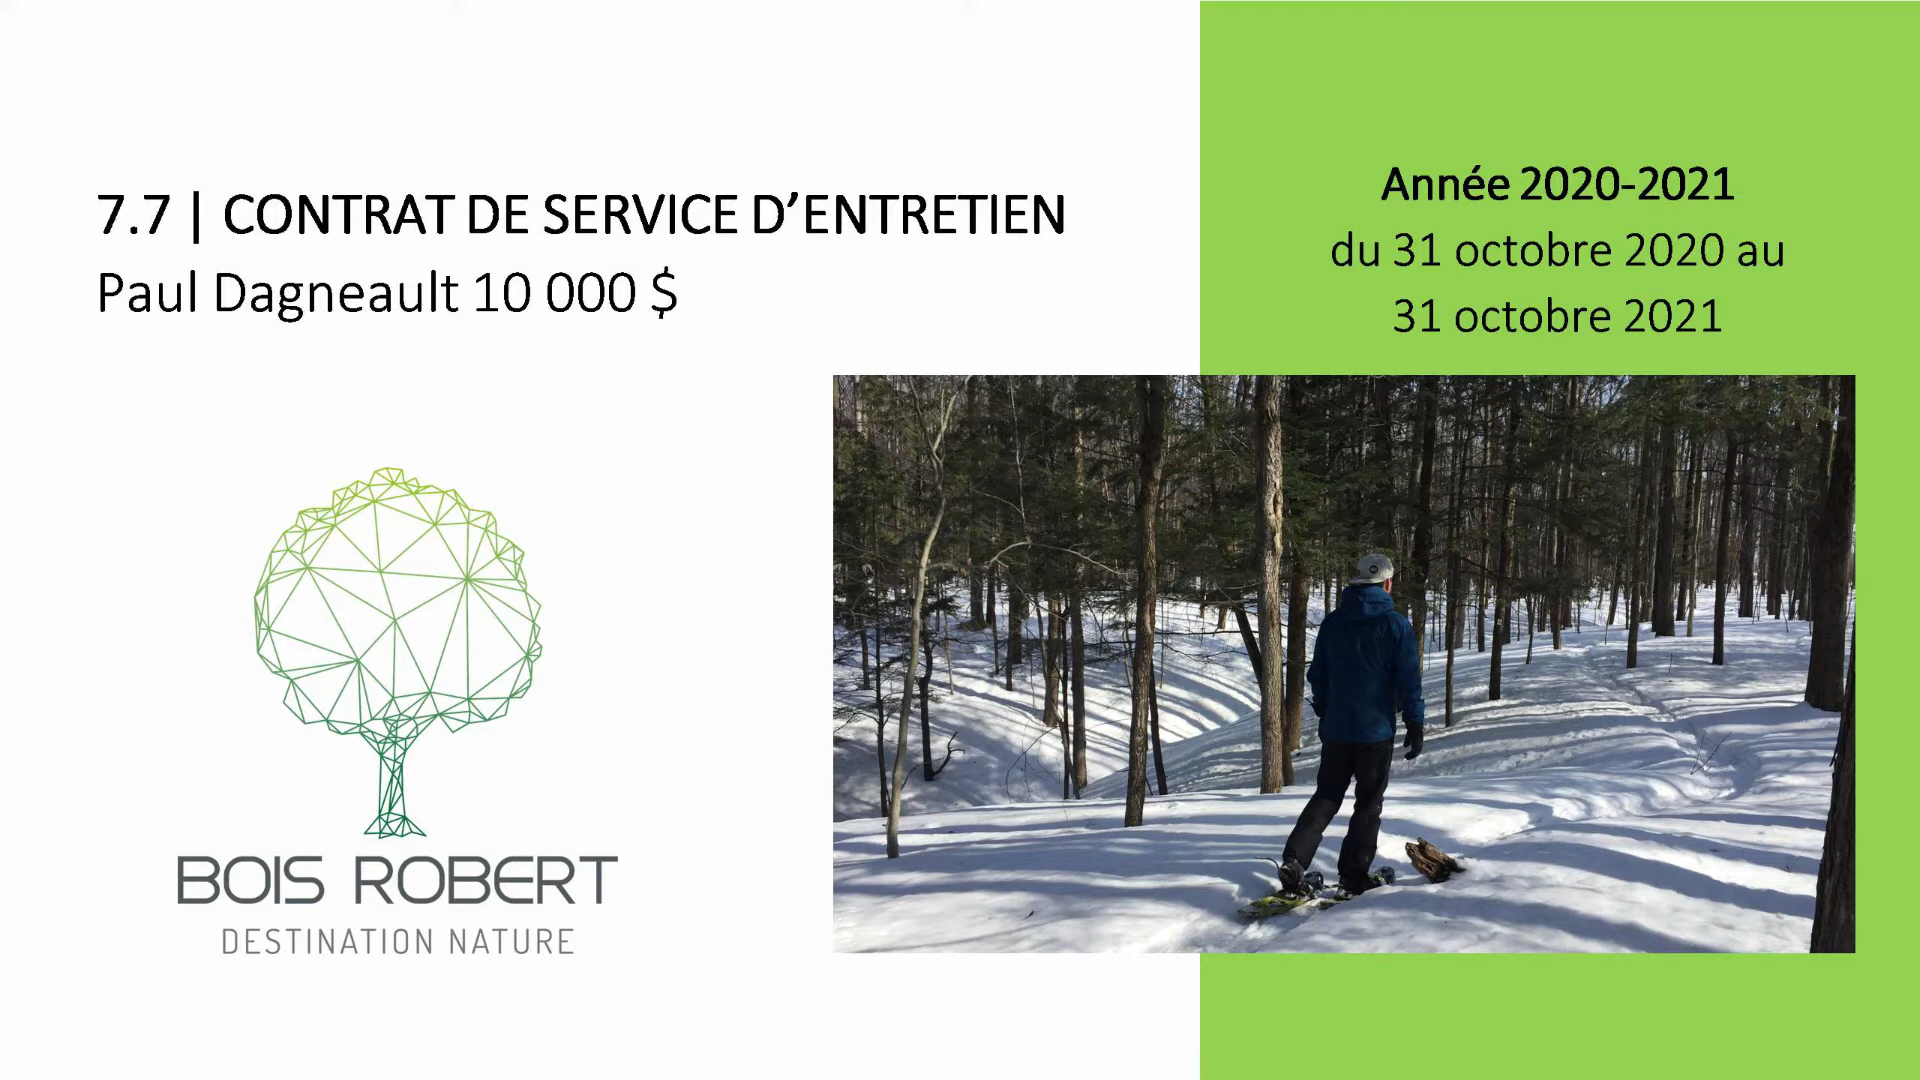 7.7 | CONTRAT DE SERVICE D’ENTRETIEN
Paul Dagneault 10 000 $
Année 2020-2021
du 31 octobre 2020 au
31 octobre 2021
BOIS ROBERT
DESTINATION NATURE